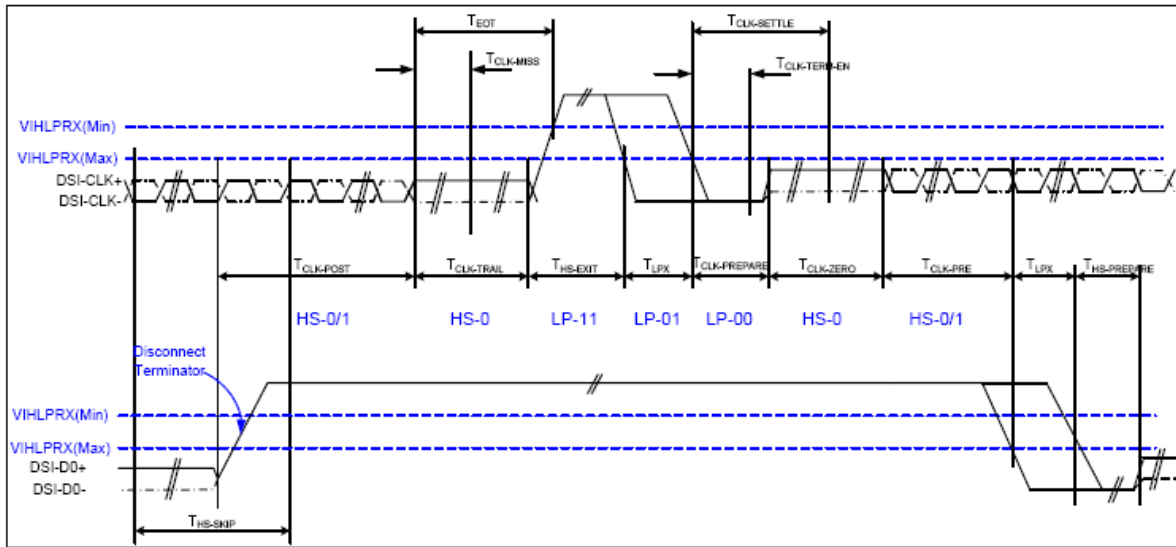 TEOT
TCLK-SETTLE
TCLK-MISS
TCLK-TERM-EN
VIHLPRX(Min)
VIHLPRX(Max)
DSI-CLK+
DSI-CLK-
TCLK-POST
TCLK-TRAIL
THS-EXIT
TLPX
TCLK-PREPARE
TCLK-ZERO
TCLK-PRE
TLPX
THS-PREPARE
HS-0/1
HS-0
LP-11
LP-01
LP-00
HS-0
HS-0/1
Disconnect
Terminator
VIHLPRX(Min)
VIHLPRX(Max)
DSI-D0+
DSI-D0-
THS-SKIP